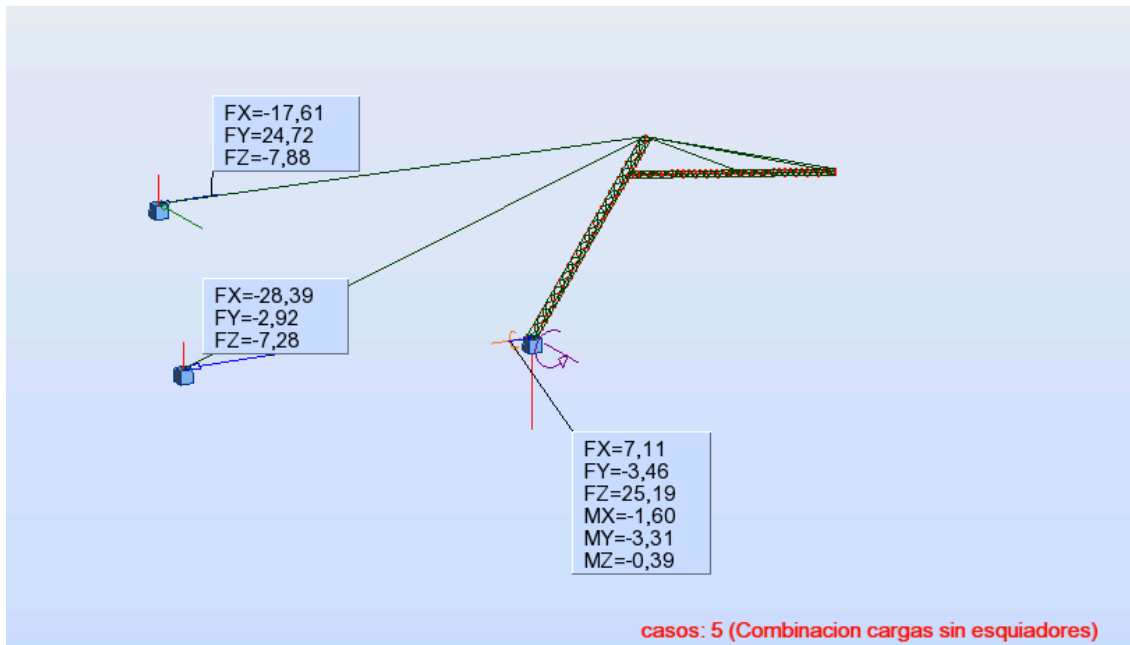 FX=-17,61
FY=24,72
FZ=-7,88
FX=-28,39
FY=-2,92
FZ=-7,28
FX=7,11
FY=-3,46
FZ=25,19
MX=-1,60
MY=-3,31
MZ=-0,39
casos: 5 (Combinacion cargas sin esquiadores)